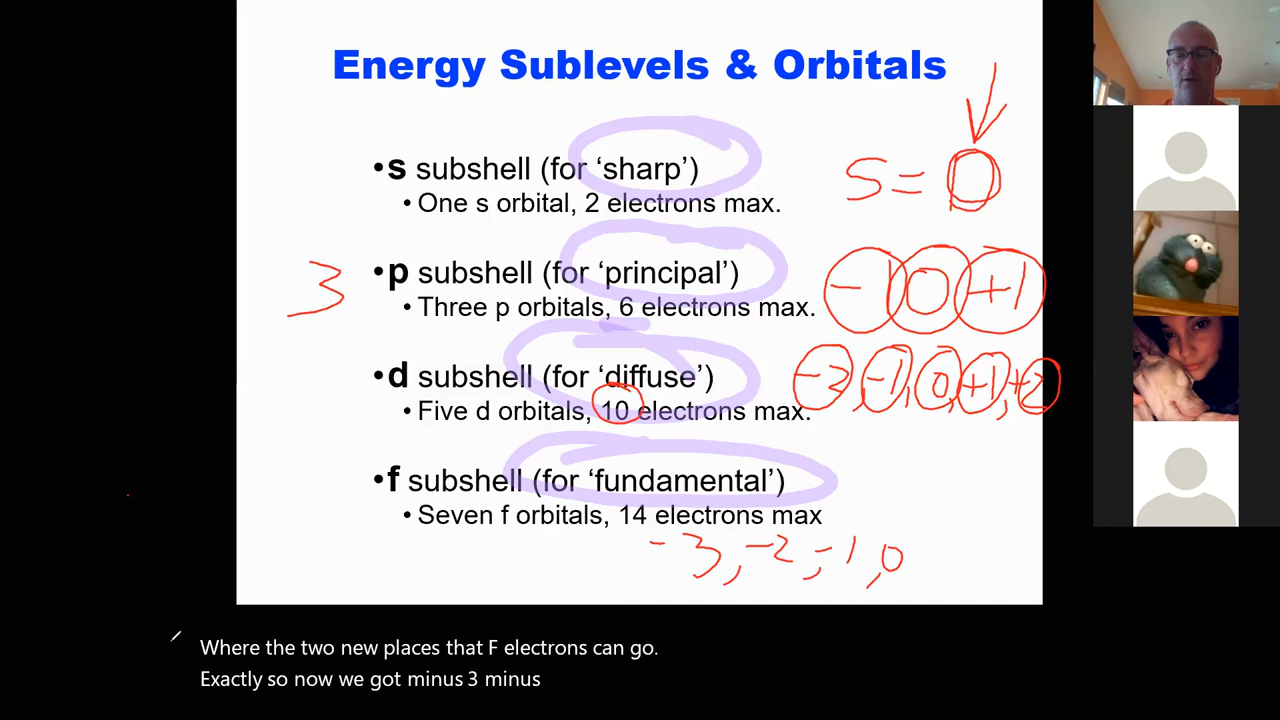 Energy Sublevels & Orbitals
•s subshell (for ‘sharp’)
• One s orbital, 2 electrons max.
S = 0
3
•p subshell (for ‘principal’)
• Three p orbitals, 6 electrons max.
-1 0 +1
•d subshell (for ‘diffuse’)
• Five d orbitals, 10 electrons max.
-2, -1, 0, +1, +2
•f subshell (for ‘fundamental’)
• Seven f orbitals, 14 electrons max
-3, -2, -1, 0
Where the two new places that F electrons can go.
Exactly so now we got minus 3 minus